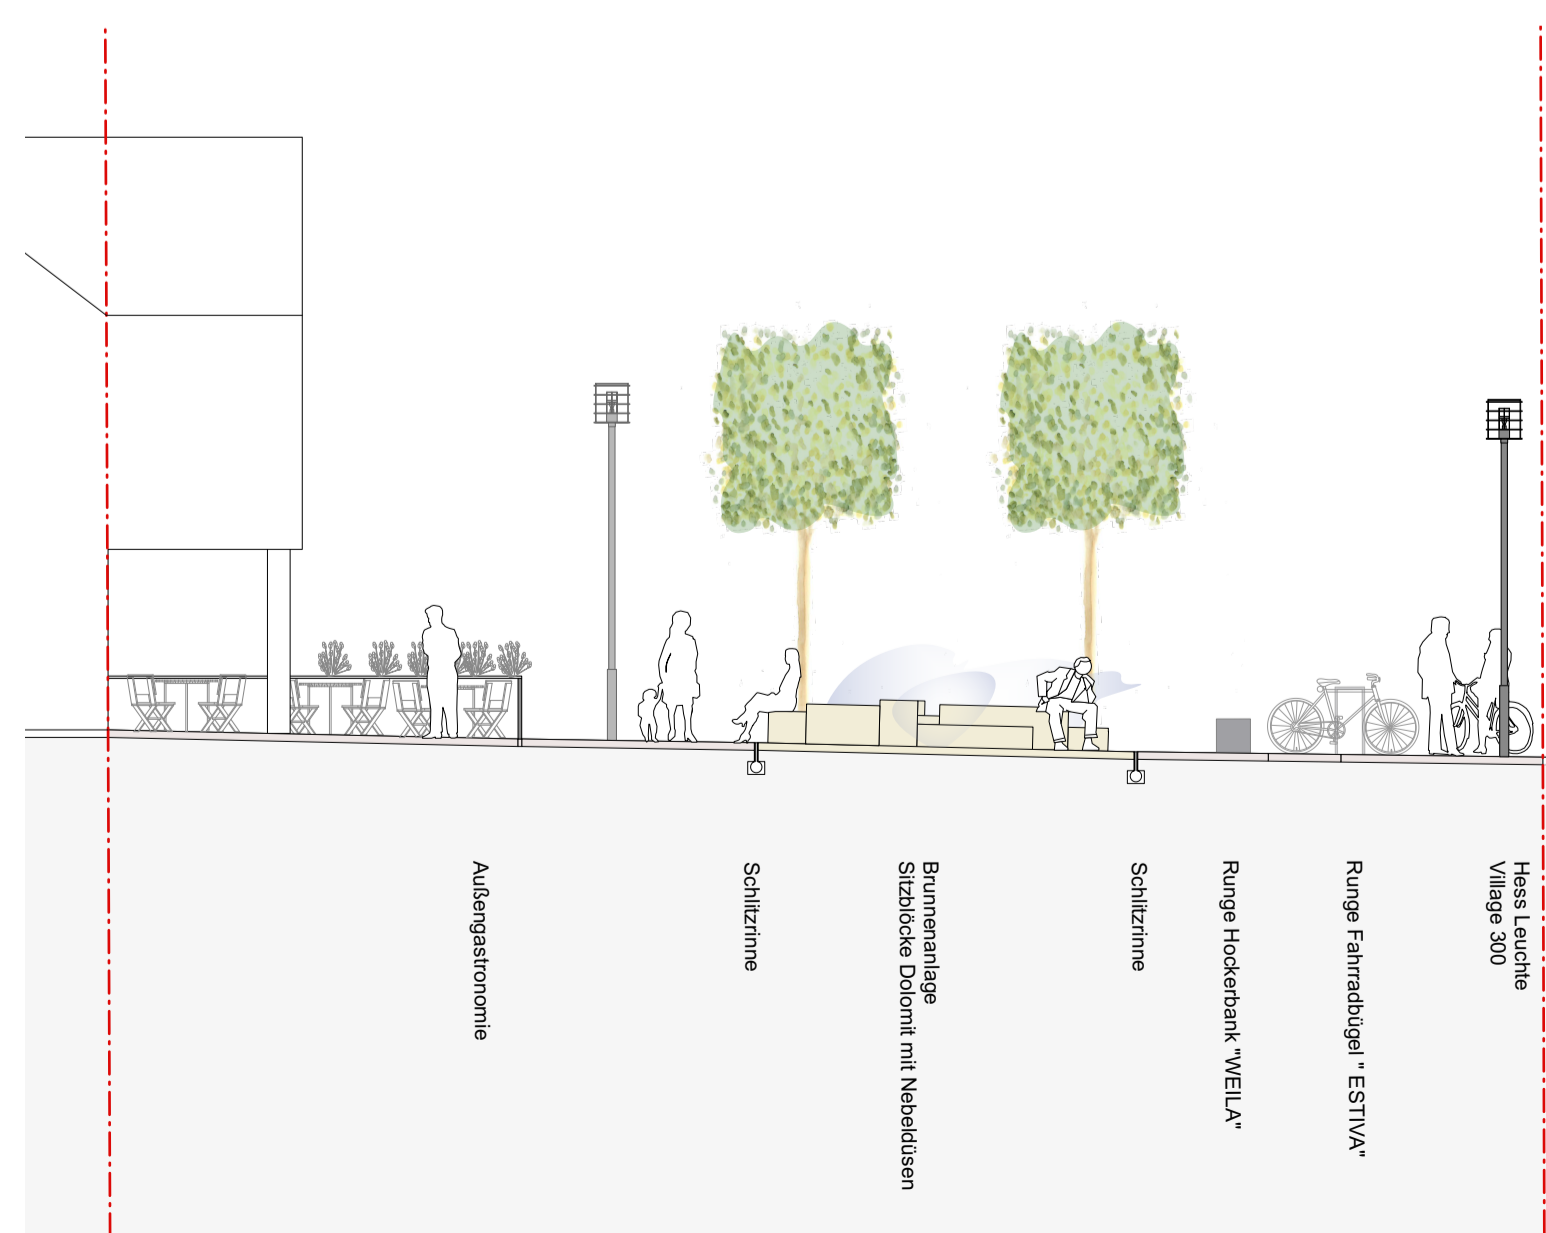 Außengastronomie
Schlitzrinne
Brunnenanlage
Sitzblöcke Dolomit mit Nebeldüsen
Schlitzrinne
Runge Hockerbank "WEILA"
Runge Fahrradbügel " ESTIVA"
Hess Leuchte
Village 300